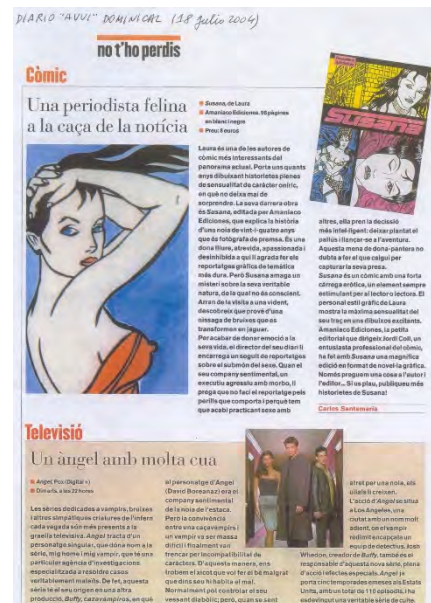 DIARIO "AVUI" DOMINICAL (18 julio 2004)
no t'ho perdis
Còmic
Una periodista felina
a la caça de la notícia
Susana, de Laura
Amaníaco Ediciones. 56 pàgines
en blanc i negre
Preu: 8 euros
Laura és una de les autores de
còmic més interessants del
panorama actual. Porta uns quants
anys dibuixant historietes plenes
de sensualitat de caràcter oníric,
en què no deixa mai de
sorprendre. La seva darrera obra
és Susana, editada per Amaníaco
Ediciones, que explica la història
d'una noia de vint-i-quatre anys
que és fotògrafa de premsa. És una
dona lliure, atrevida, apassionada i
desinhibida a qui li agrada fer els
reportatges gràfics de temàtica
més dura. Però Susana amaga un
misteri sobre la seva veritable
natura, de la qual no és conscient.
Arran de la visita a una vident,
descobreix que prové d'una
nissaga de bruixes que es
transformen en jaguar.
Per acabar de donar emoció a la
seva vida, el director del seu diari li
encarrega un seguit de reportatges
sobre el submón del sexe. Quan el
seu company sentimental, un
executiu agressiu amb morbo, li
prega que no faci el reportatge pels
perills que comporta i perquè tem
que acabi practicant sexe amb
SUSANA
altres, ella pren la decisió
més intel·ligent: deixar plantat el
pallús i llançar-se a l'aventura.
Aquesta mena de dona-pantera no
dubta a fer al que calgui per
capturar la seva presa.
Susana és un còmic amb una forta
càrrega eròtica, un element sempre
estimulant per al lector o lectora. El
personal estil gràfic de Laura
mostra la màxima sensualitat del
seu traç en uns dibuixos excitants.
Amaníaco Ediciones, la petita
editorial que dirigeix Jordi Coll, un
entusiasta professional del còmic,
ha fet amb Susana una magnífica
edició en format de novel·la gràfica.
Només preguem una cosa a l'autor i
l'editor... Si us plau, publiqueu més
historietes de Susana!
Carlos Santamaría
Televisió
Un àngel amb molta cua
Angel, Fox (Digital +)
Dimarts, a les 22 hores
Les sèries dedicades a vampirs, bruixes
i altres simpàtiques criatures de l'infern
cada vegada són més presents a la
graella televisiva. Angel tracta d'un
personatge singular, que dóna nom a la
sèrie, mig home i mig vampir, que té una
particular agència d'investigacions
especialitzada a resoldre casos
veritablement maleïts. De fet, aquesta
sèrie té el seu origen en una altra
producció, Buffy, cazavampiros, en què
el personatge d'Angel
(David Boreanaz) era el
company sentimental
de la noia de l'estaca.
Però la convivència
entre una caçavampirs i
un vampir va ser massa
difícil i finalment van
trencar per incompatibilitat de
caràcters. D'aquesta manera, ens
trobem el xicot que vol fer el bé malgrat
que dins seu hi habita el mal.
Normalment pot controlar el seu
vessant diabòlic; però, quan se sent
atret per una noia, els
ullals li creixen.
L'acció d'Angel se situa
a Los Angeles, una
ciutat amb un nom molt
adient, on el vampir
redimit encapçala un
equip de detectius. Josh
Whedon, creador de Buffy, també és el
responsable d'aquesta nova sèrie, plena
d'acció i efectes especials. Angel ja
porta cinc temporades emeses als Estats
Units, amb un total de 110 episodis, i ha
esdevingut una veritable sèrie de culte.